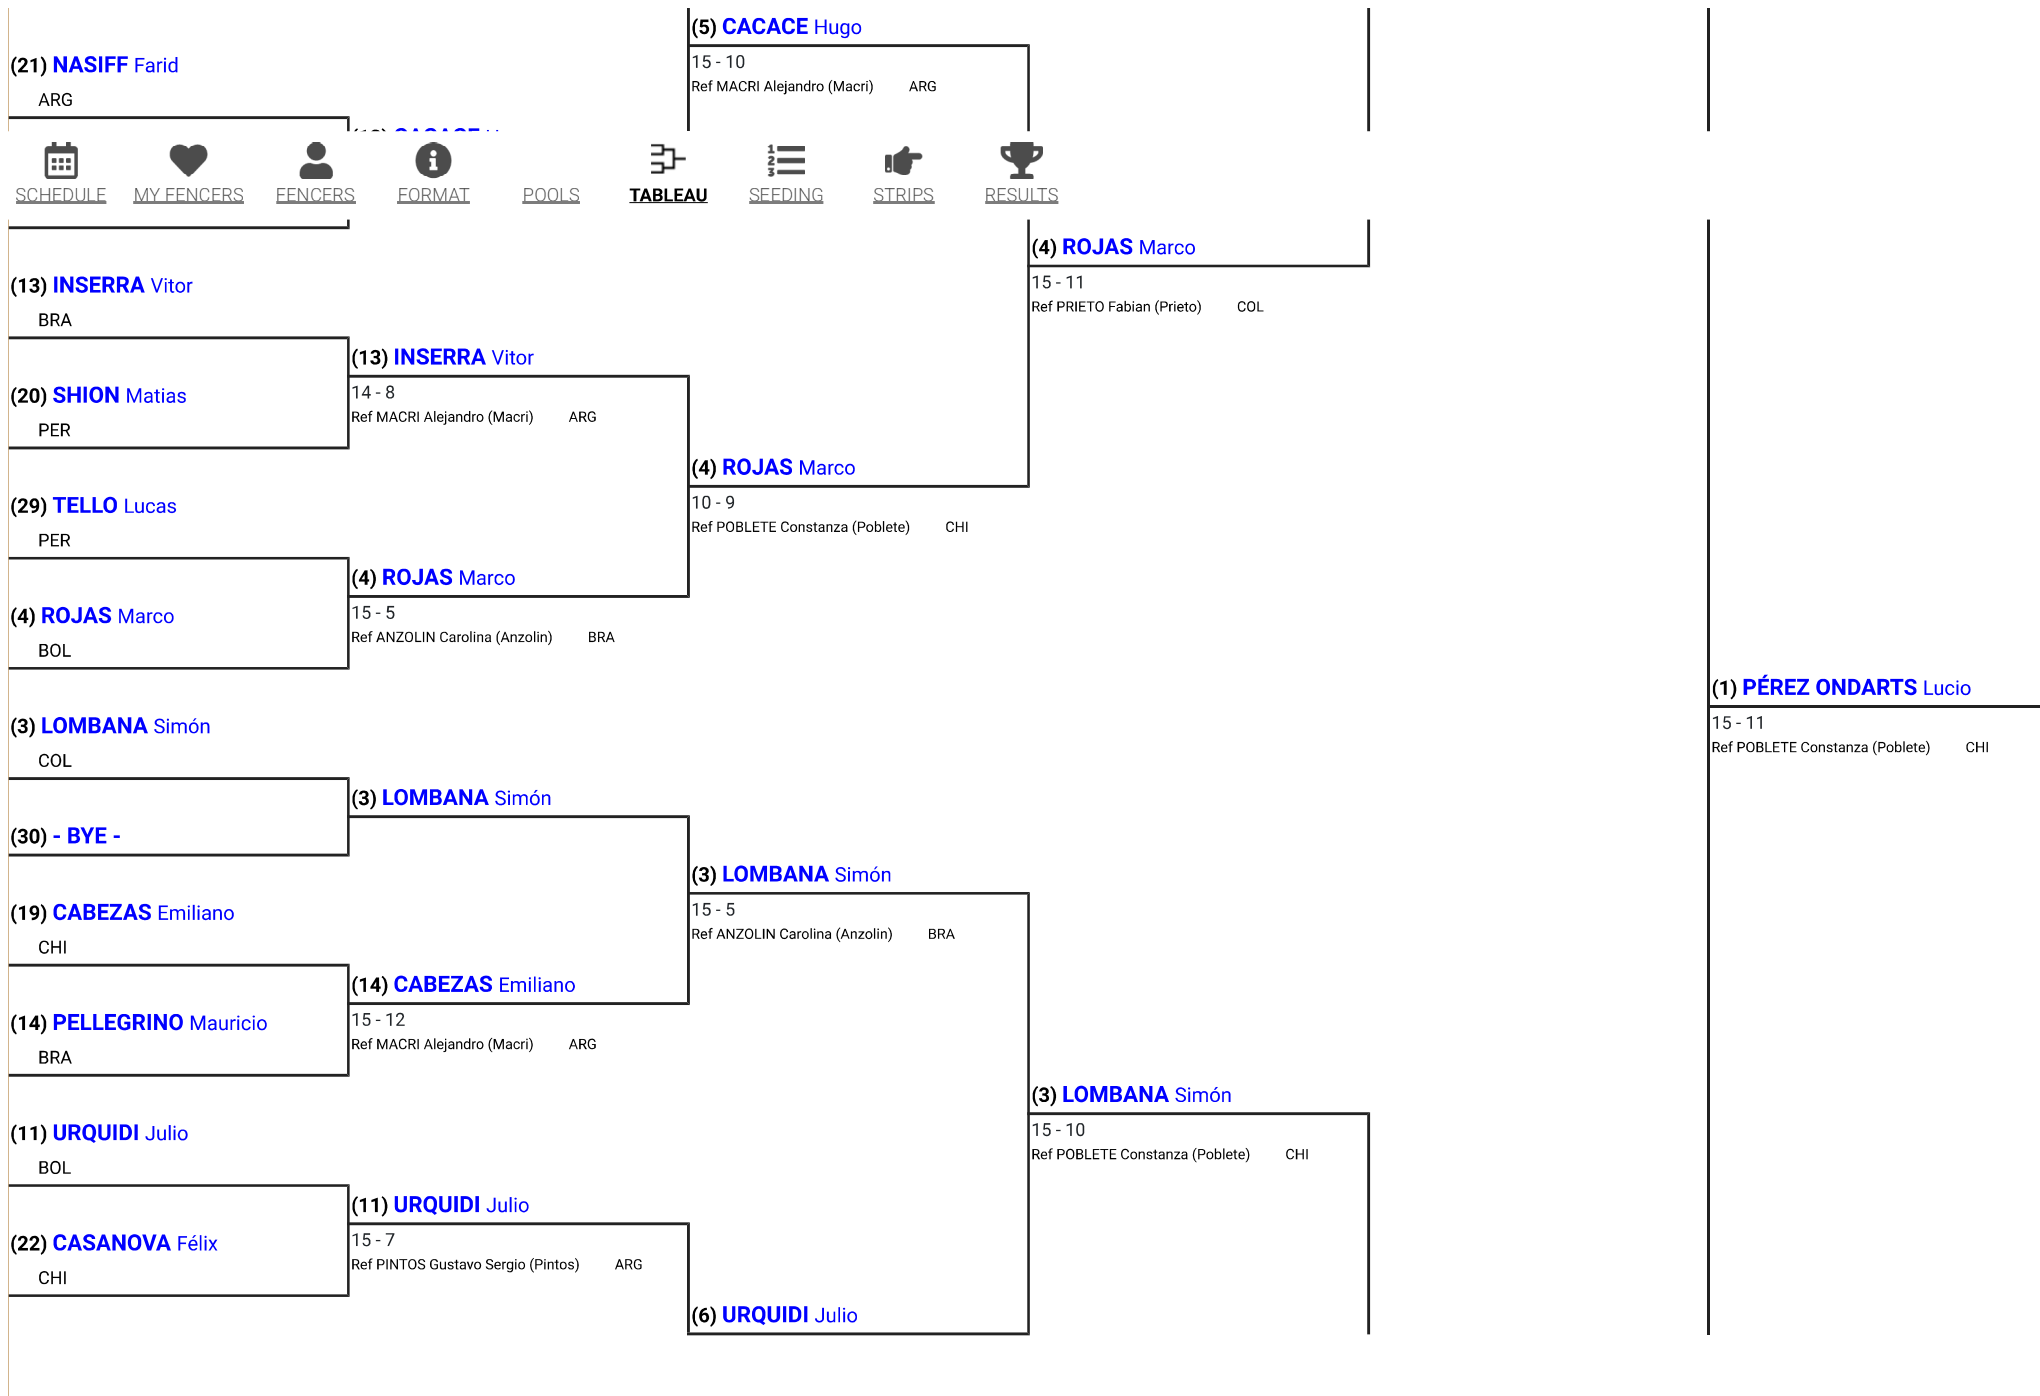 (5) CACACE Hugo
15 - 10
Ref MACRI Alejandro (Macri) ARG
(21) NASIFF Farid
ARG
SCHEDULE MY FENCERS FENCERS FORMAT POOLS TABLEAU SEEDING STRIPS RESULTS
(4) ROJAS Marco
15 - 11
Ref PRIETO Fabian (Prieto) COL
(13) INSERRA Vitor
BRA
(13) INSERRA Vitor
14 - 8
Ref MACRI Alejandro (Macri) ARG
(20) SHION Matias
PER
(4) ROJAS Marco
10 - 9
Ref POBLETE Constanza (Poblete) CHI
(29) TELLO Lucas
PER
(4) ROJAS Marco
15 - 5
Ref ANZOLIN Carolina (Anzolin) BRA
(4) ROJAS Marco
BOL
(1) PÉREZ ONDARTS Lucio
15 - 11
Ref POBLETE Constanza (Poblete) CHI
(3) LOMBANA Simón
COL
(3) LOMBANA Simón
(30) - BYE -
(3) LOMBANA Simón
15 - 5
Ref ANZOLIN Carolina (Anzolin) BRA
(19) CABEZAS Emiliano
CHI
(14) CABEZAS Emiliano
15 - 12
Ref MACRI Alejandro (Macri) ARG
(14) PELLEGRINO Mauricio
BRA
(3) LOMBANA Simón
15 - 10
Ref POBLETE Constanza (Poblete) CHI
(11) URQUIDI Julio
BOL
(11) URQUIDI Julio
15 - 7
Ref PINTOS Gustavo Sergio (Pintos) ARG
(22) CASANOVA Félix
CHI
(6) URQUIDI Julio